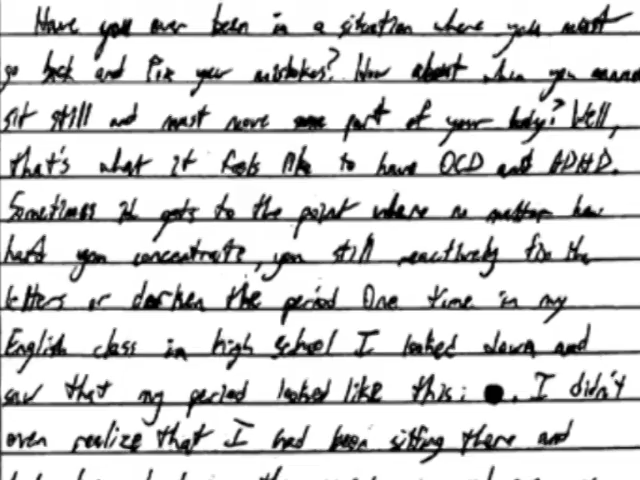 Have you ever been in a situation where you must
go back and fix your mistakes? How about when you cannot
sit still and must move some part of your body? Well,
that's what it feels like to have OCD and ADHD.
Sometimes it gets to the point where no matter how
hard you concentrate, you still reactively fix the
letters or darken the period One time in my
English class in high school I looked down and
saw that my period looked like this: ●. I didn't
even realize that I had been sitting there and